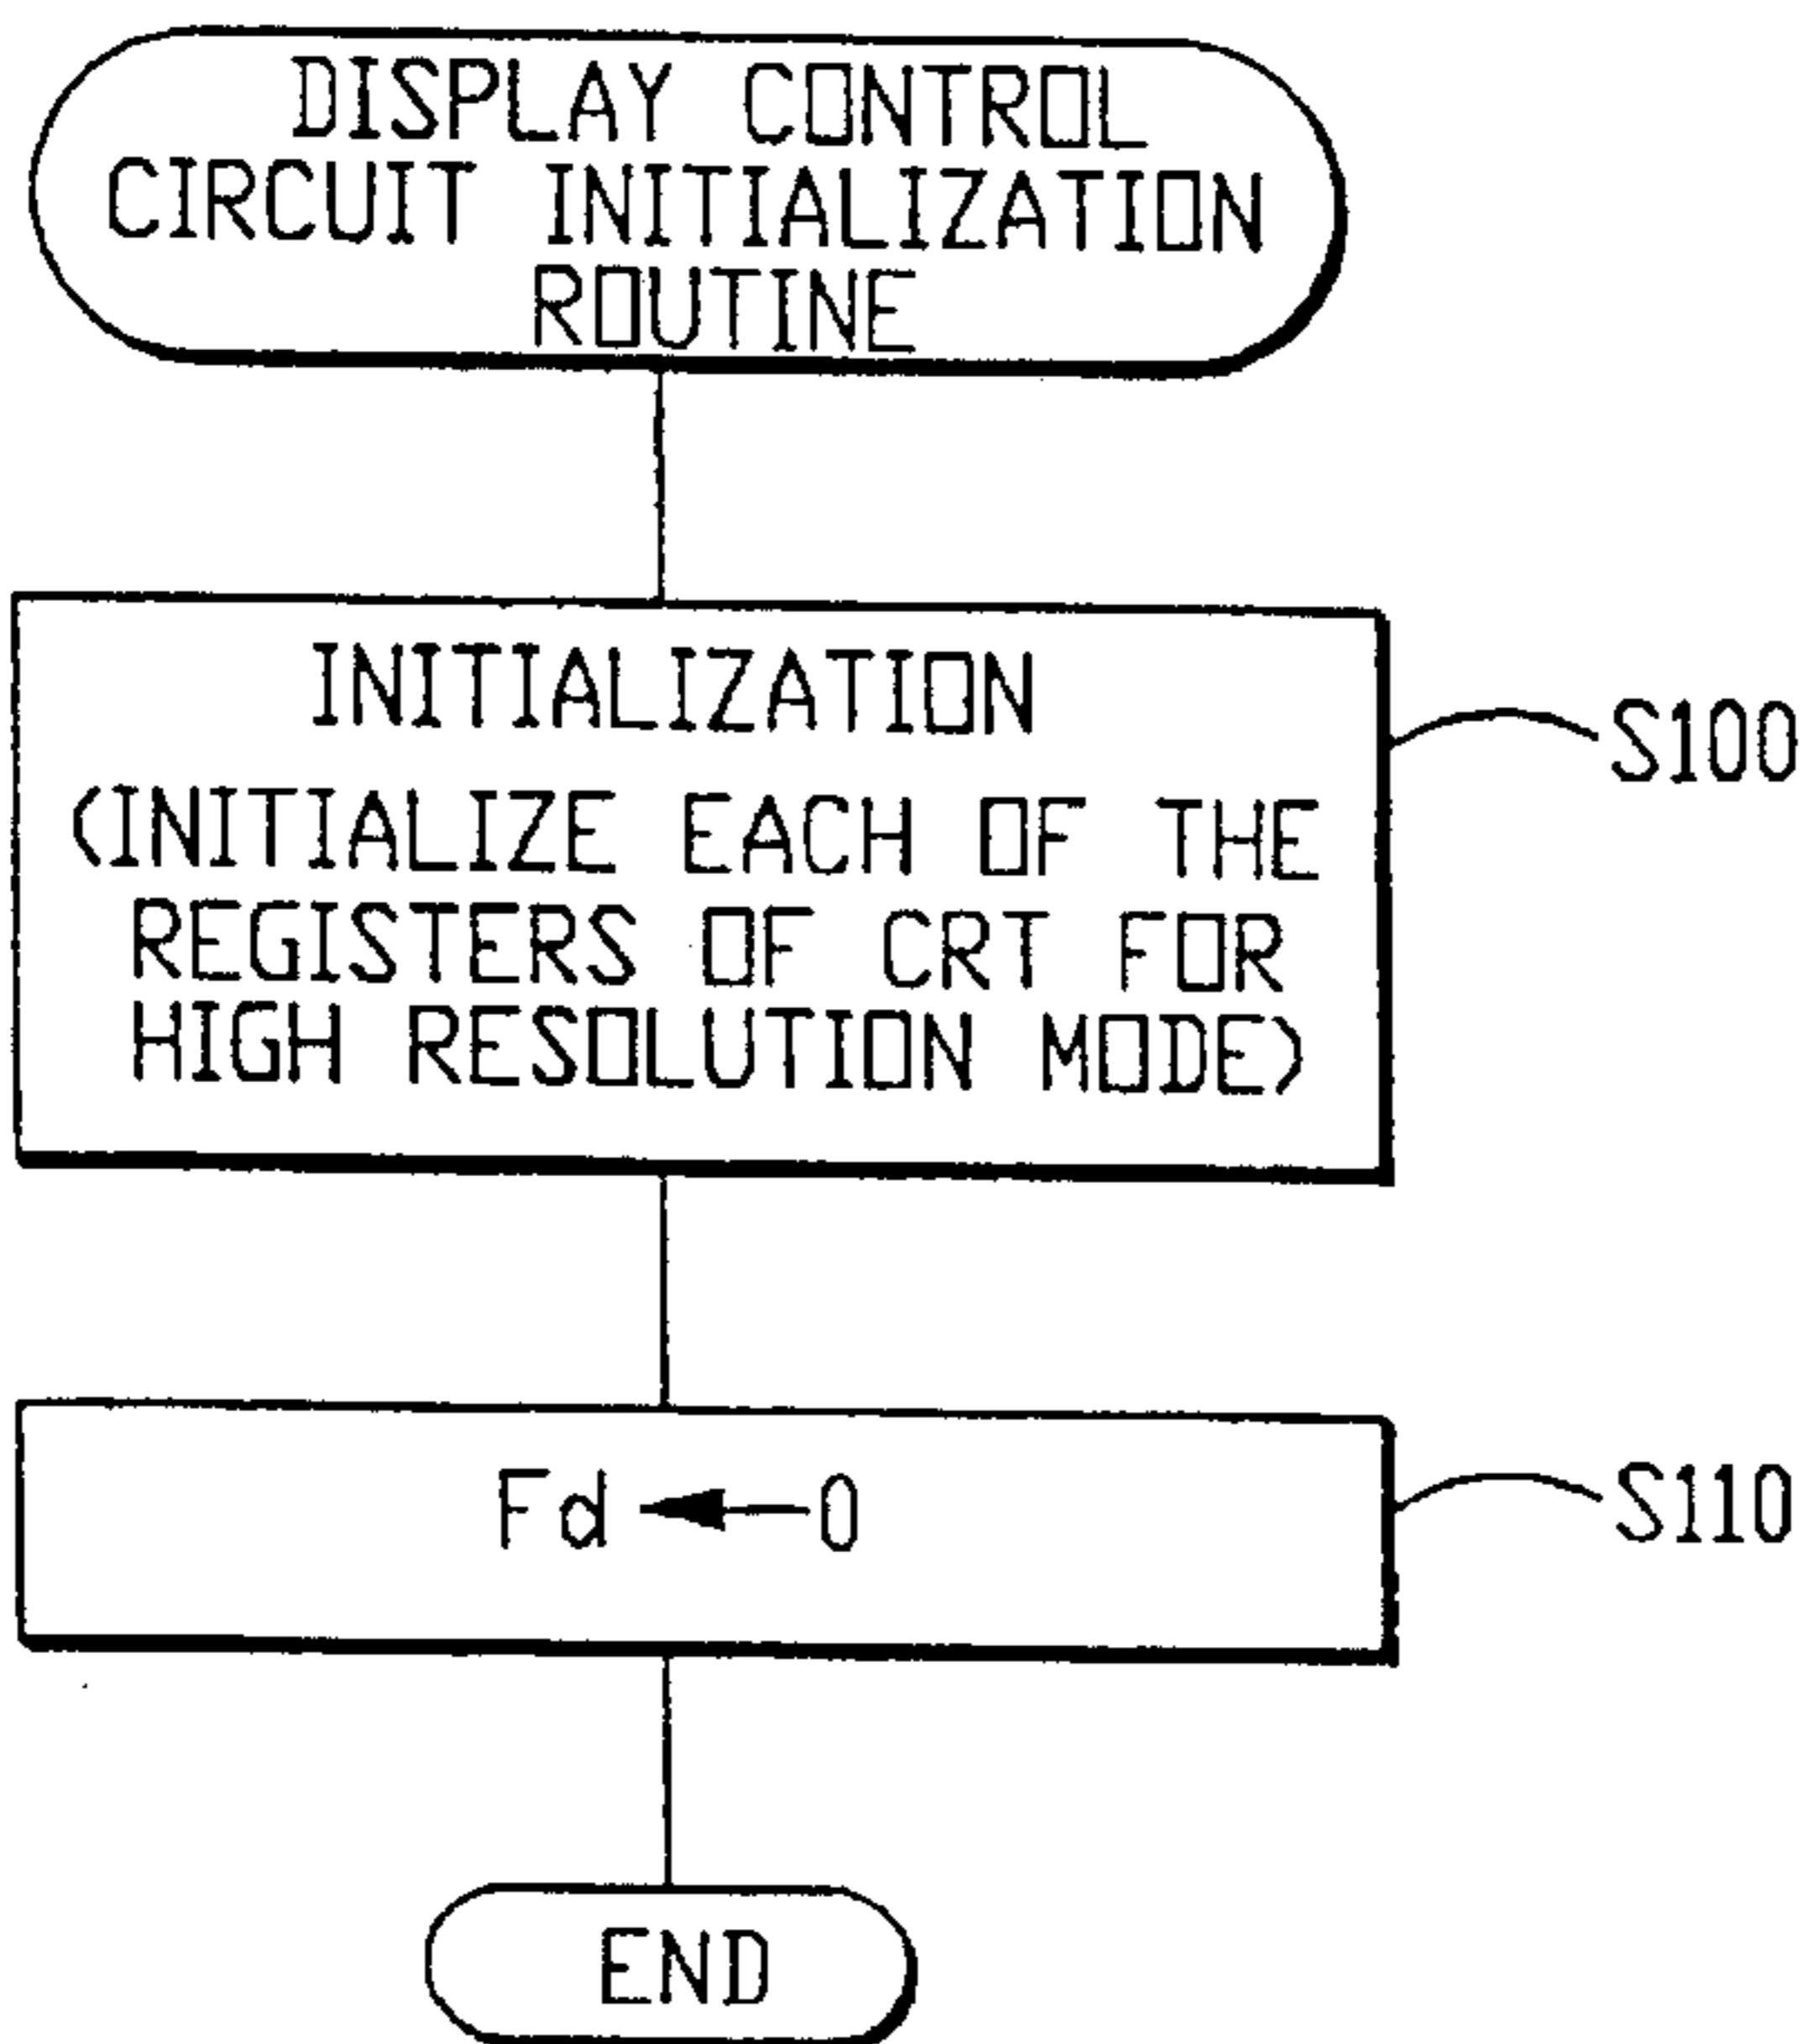 DISPLAY CONTROL
CIRCUIT INITIALIZATION
ROUTINE
INITIALIZATION
(INITIALIZE EACH OF THE
REGISTERS OF CRT FOR
HIGH RESOLUTION MODE)
S100
Fd ← 0
S110
END